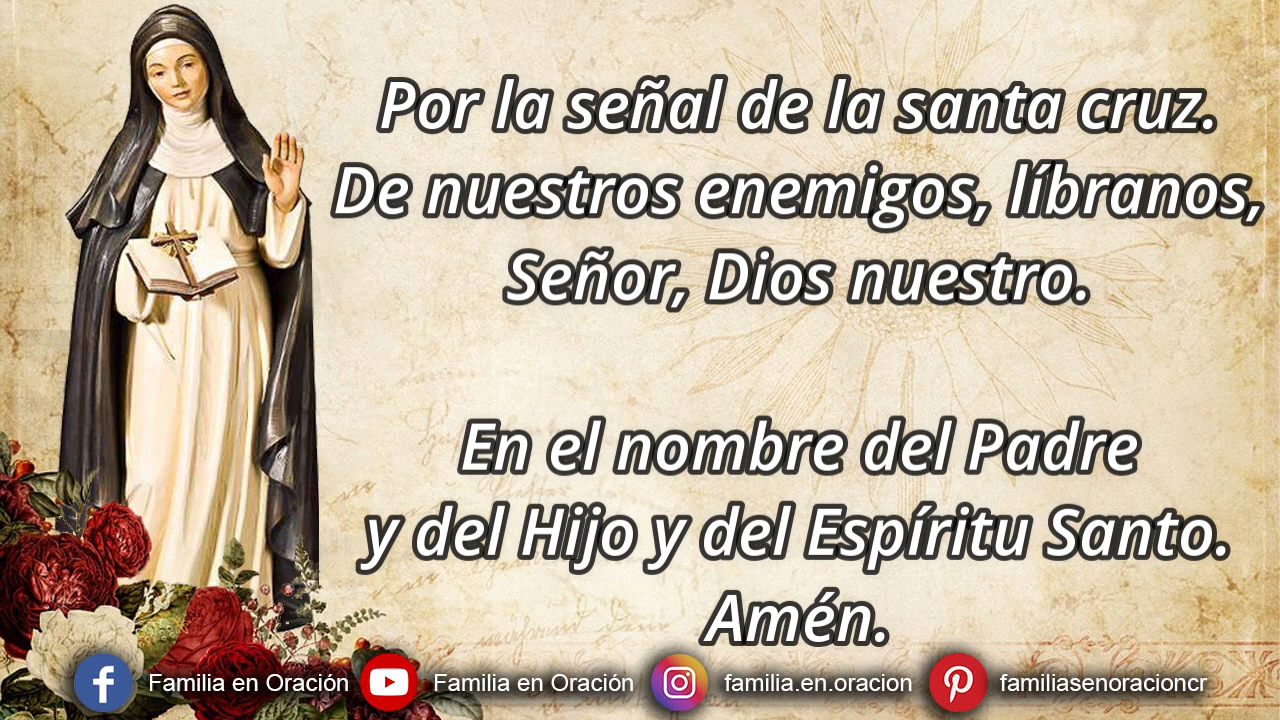 Por la señal de la santa cruz.
De nuestros enemigos, líbranos,
Señor, Dios nuestro.
En el nombre del Padre
y del Hijo y del Espíritu Santo.
Amén.
Familia en Oración
Familia en Oración
familia.en.oracion
familiasenoracioncr